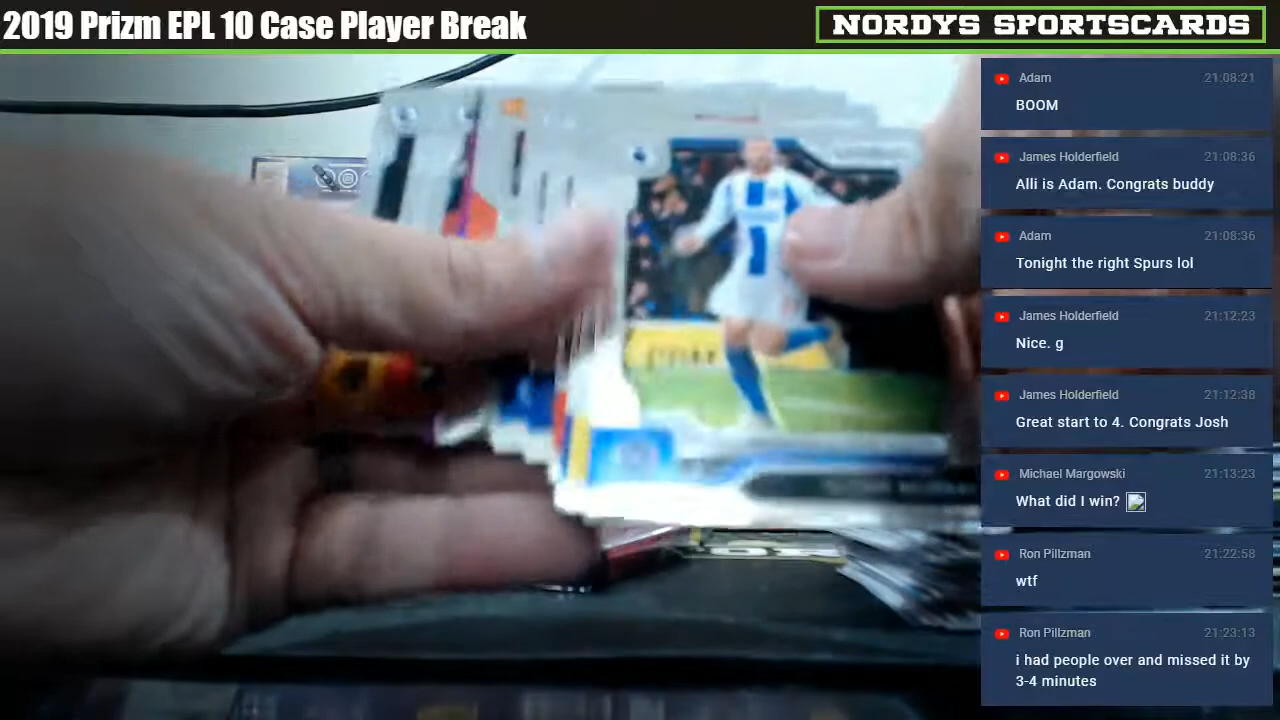 2019 Prizm EPL 10 Case Player Break
NORDYS SPORTSCARDS
Adam 21:08:21
BOOM
James Holderfield 21:08:36
Alli is Adam. Congrats buddy
Adam 21:08:36
Tonight the right Spurs lol
James Holderfield 21:12:23
Nice. g
James Holderfield 21:12:38
Great start to 4. Congrats Josh
Michael Margowski 21:13:23
What did I win?
Ron Pillzman 21:22:58
wtf
Ron Pillzman 21:23:13
i had people over and missed it by
3-4 minutes